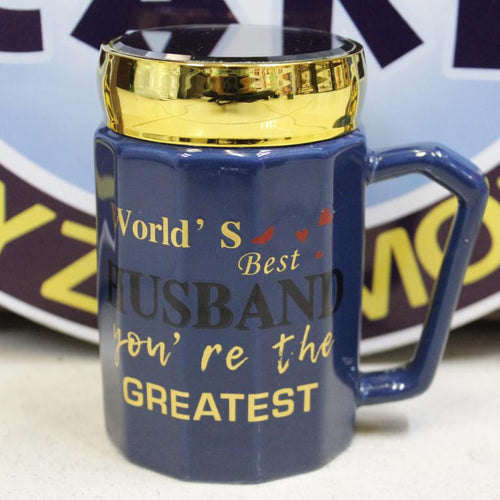 World' S
Best
HUSBAND
you' re the
GREATEST